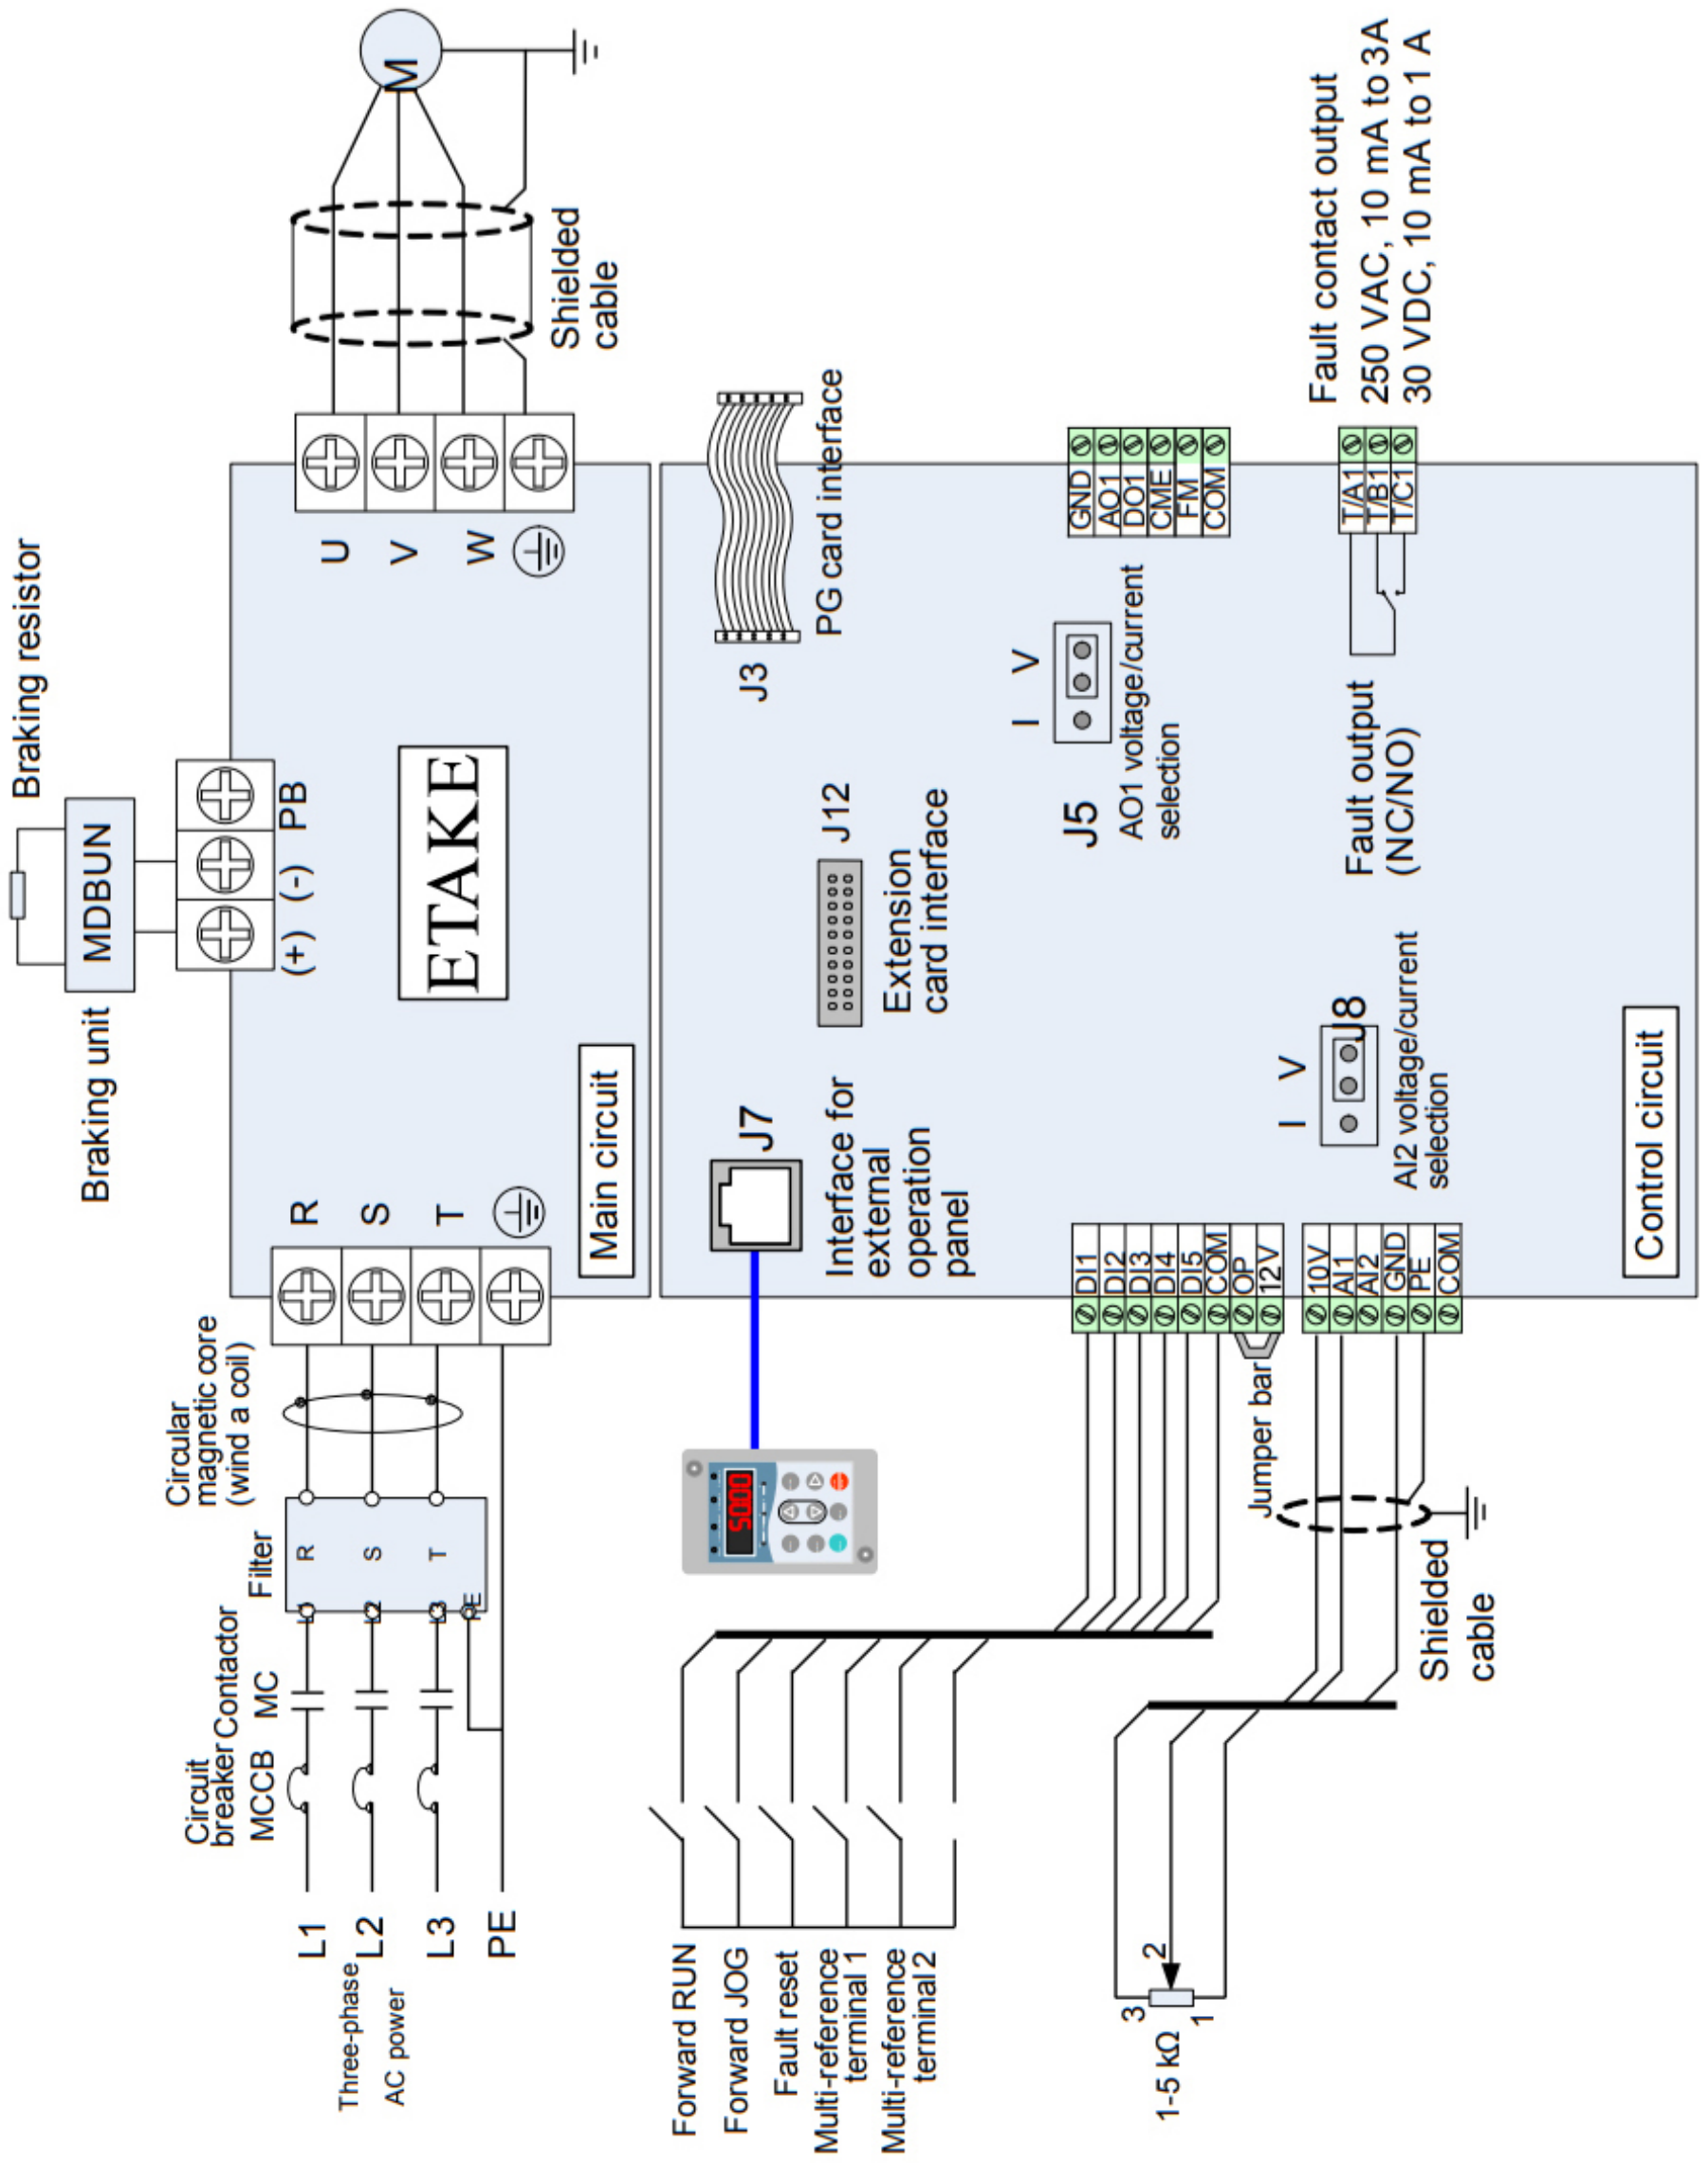 Braking resistor
Braking unit
MDBUN
(+)
(-)
PB
Three-phase
AC power
L1
L2
L3
PE
Circuit
breaker
MCCB
Contactor
MC
Filter
L1
L2
L3
PE
R
S
T
Circular
magnetic core
(wind a coil)
R
S
T
ETAKE
Main circuit
U
V
W
Shielded
cable
M
5000
J7
Interface for
external
operation
panel
J12
Extension
card interface
J3
PG card interface
Forward RUN
Forward JOG
Fault reset
Multi-reference
terminal 1
Multi-reference
terminal 2
DI1
DI2
DI3
DI4
DI5
COM
OP
12V
Jumper bar
I V
J5
AO1 voltage/current
selection
GND
AO1
DO1
CME
FM
COM
3
2
1
1-5 kΩ
10V
AI1
AI2
GND
PE
COM
Shielded
cable
I V
J8
AI2 voltage/current
selection
Fault output
(NC/NO)
T/A1
T/B1
T/C1
Fault contact output
250 VAC, 10 mA to 3A
30 VDC, 10 mA to 1 A
Control circuit